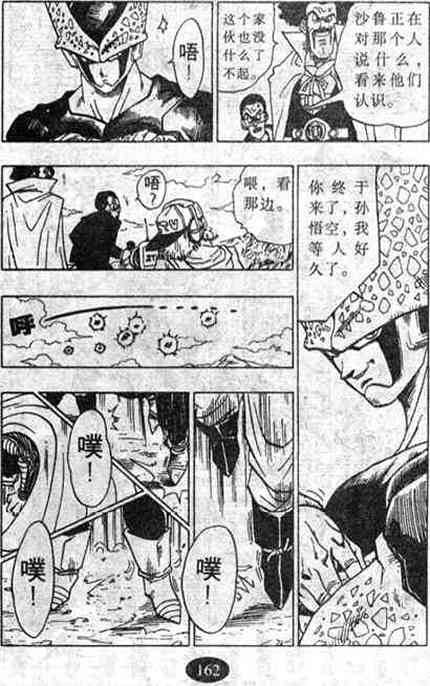 沙鲁正在
对那个人
说什么，
看来他们
认识。
这个家
伙也没
什么了
不起。
唔！
你终于
来了，孙
悟空，我
等人好
久了。
喂，看
那边。
唔？
呼
噗！
噗！
噗！
162